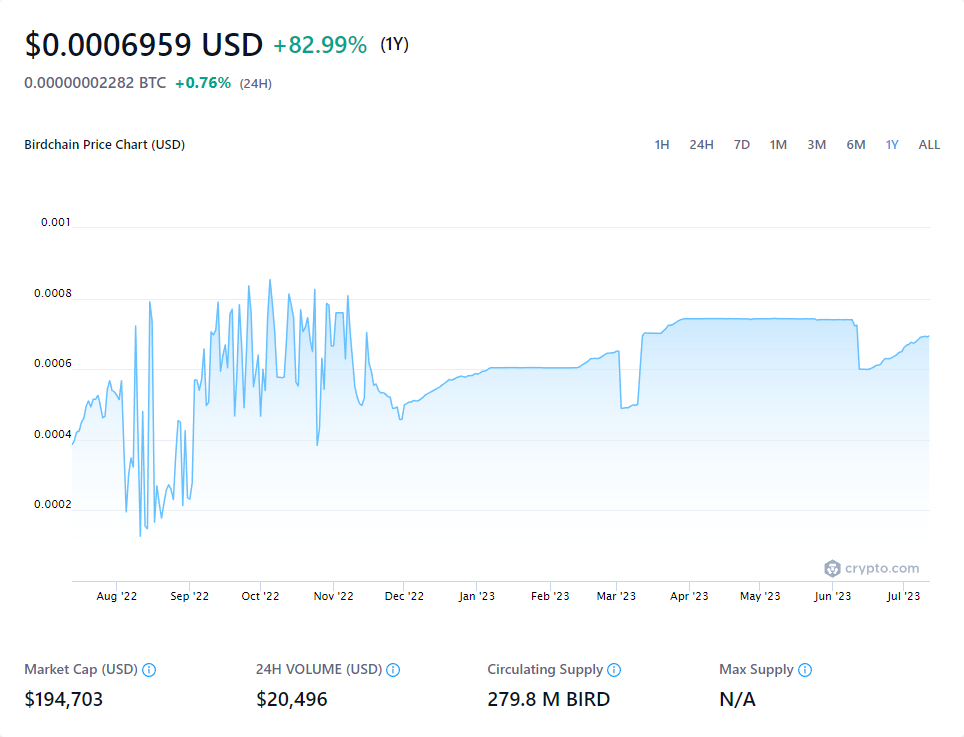 $0.0006959 USD +82.99% (1Y)
0.00000002282 BTC +0.76% (24H)
Birdchain Price Chart (USD) 1H 24H 7D 1M 3M 6M 1Y ALL
0.001
0.0008
0.0006
0.0004
0.0002
crypto.com
Aug '22 Sep '22 Oct '22 Nov '22 Dec '22 Jan '23 Feb '23 Mar '23 Apr '23 May '23 Jun '23 Jul '23
Market Cap (USD) 24H VOLUME (USD) Circulating Supply Max Supply
$194,703 $20,496 279.8 M BIRD N/A